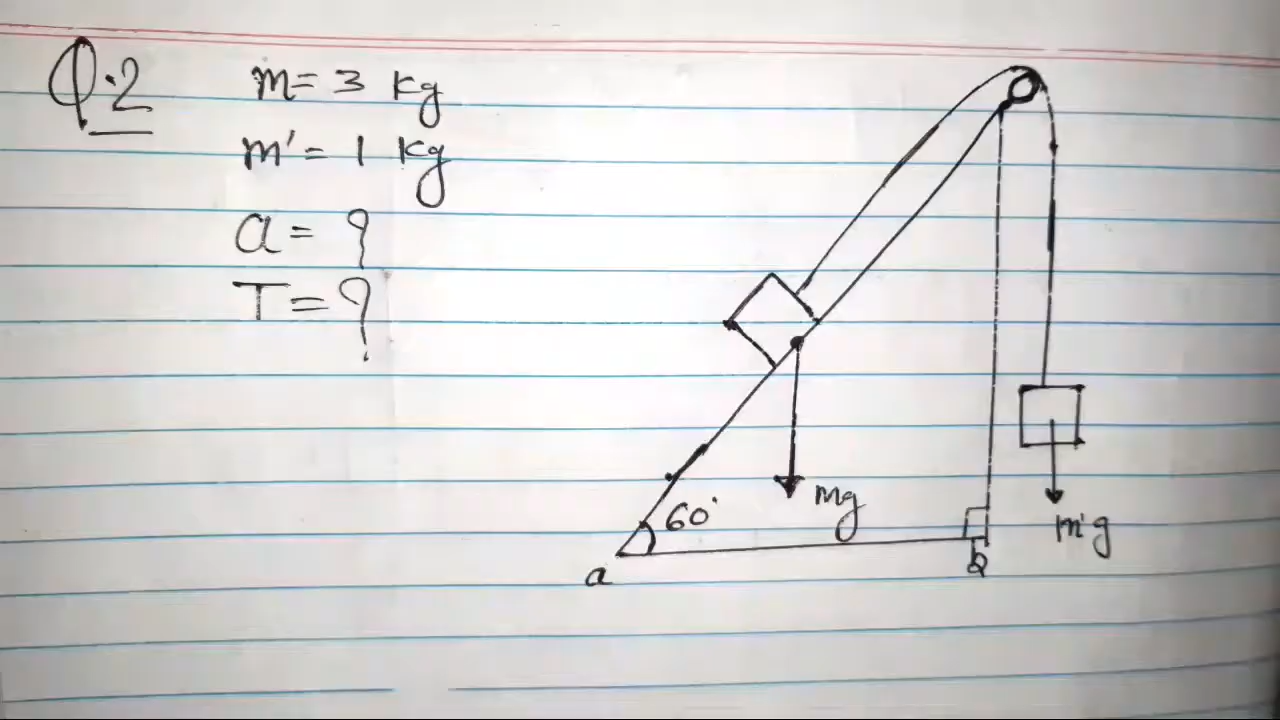 Q.2
m = 3 kg
m' = 1 kg
a = ?
T = ?
60°
mg
m'g
a
b